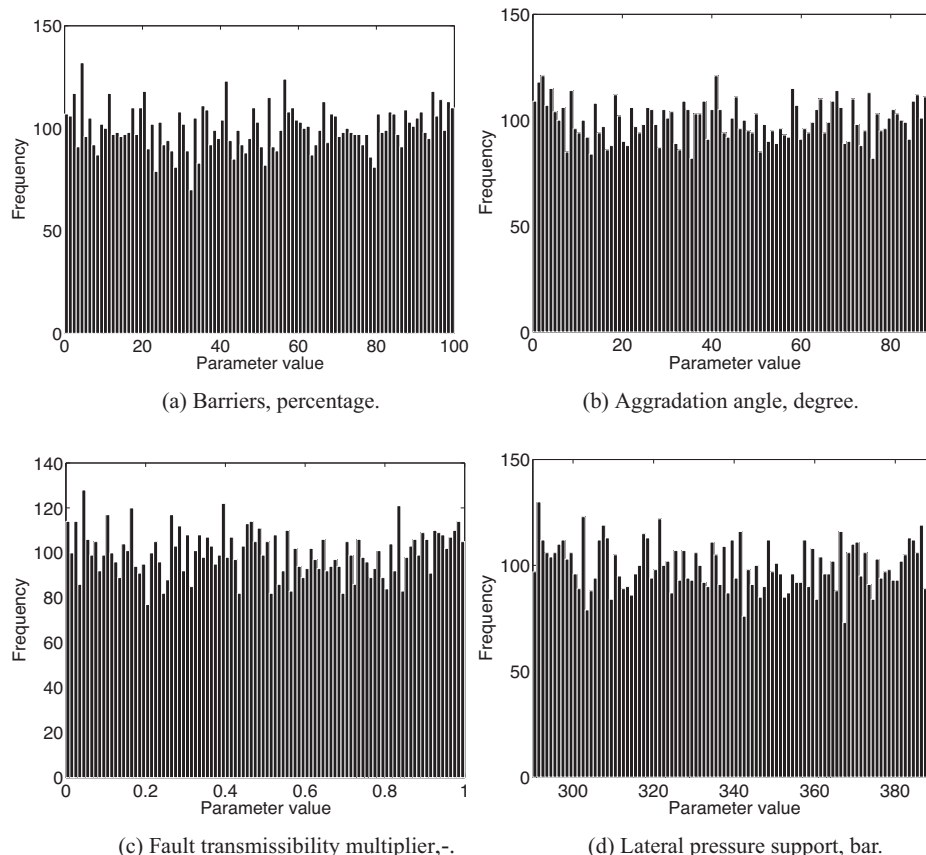 150
100
50
0
Frequency
0 20 40 60 80 100
Parameter value
(a) Barriers, percentage.
150
100
50
0
Frequency
0 20 40 60 80
Parameter value
(b) Aggradation angle, degree.
140
120
100
80
60
40
20
0
Frequency
0 0.2 0.4 0.6 0.8 1
Parameter value
(c) Fault transmissibility multiplier,-.
150
100
50
0
Frequency
300 320 340 360 380
Parameter value
(d) Lateral pressure support, bar.